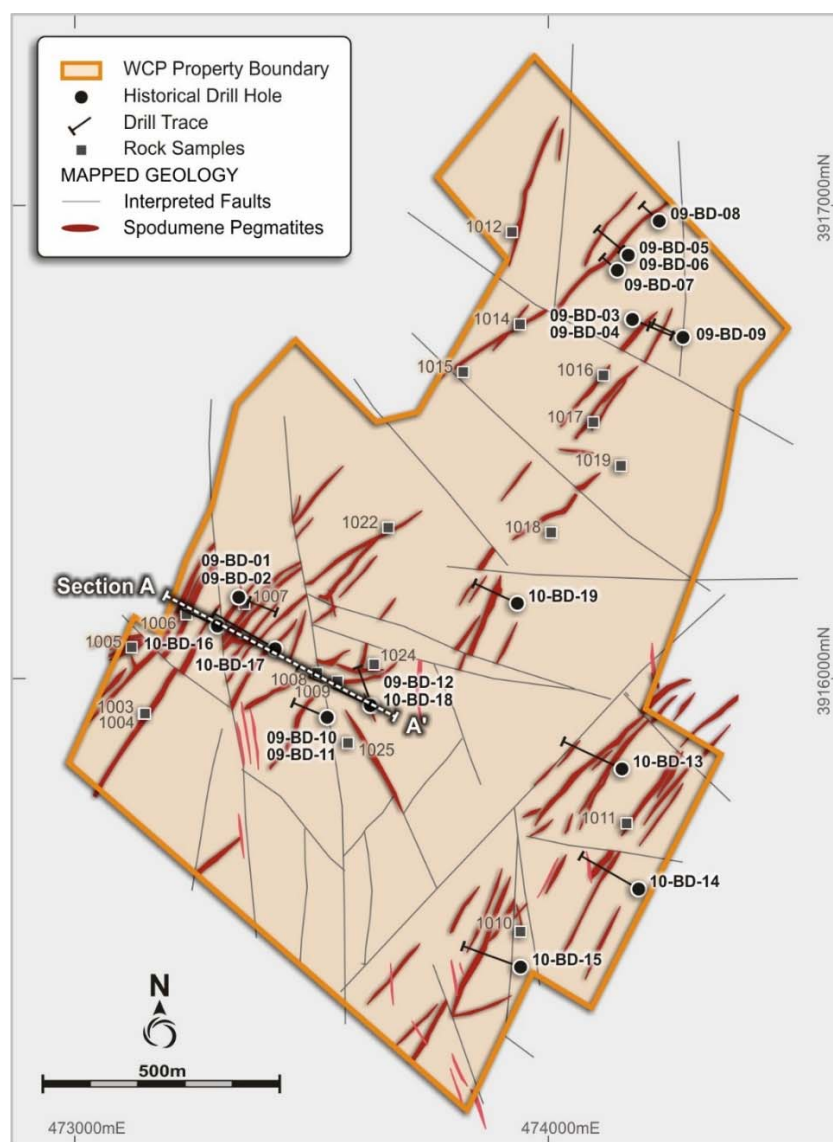 WCP Property Boundary
Historical Drill Hole
Drill Trace
Rock Samples
MAPPED GEOLOGY
Interpreted Faults
Spodumene Pegmatites
3917000mN
1012
09-BD-08
09-BD-05
09-BD-06
09-BD-07
09-BD-03
09-BD-04
09-BD-09
1014
1015
1016
1017
1019
1018
1022
09-BD-01
09-BD-02
Section A
1007
1006
10-BD-19
1005
10-BD-16
10-BD-17
1024
3916000mN
1008
09-BD-12
10-BD-18
1009
1003
1004
A'
09-BD-10
09-BD-11
1025
10-BD-13
1011
10-BD-14
1010
10-BD-15
N
500m
473000mE
474000mE